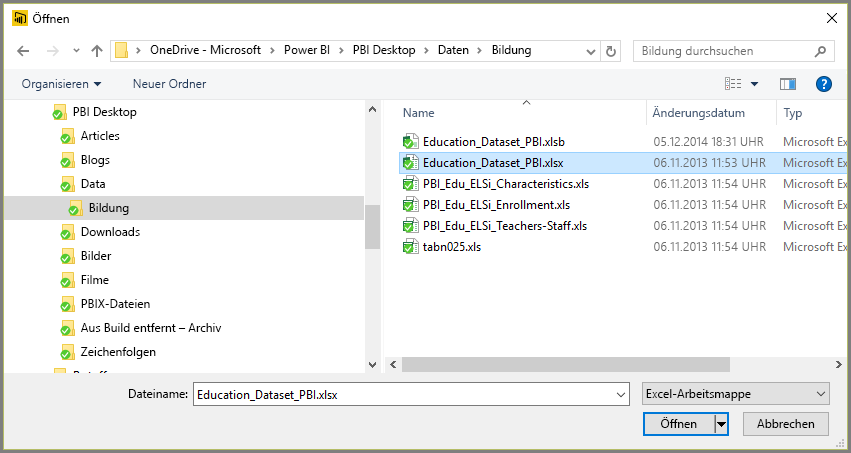 Öffnen
OneDrive - Microsoft > Power BI > PBI Desktop > Daten > Bildung
Bildung durchsuchen
Organisieren
Neuer Ordner
?
PBI Desktop
Articles
Blogs
Data
Bildung
Downloads
Bilder
Filme
PBIX-Dateien
Aus Build entfernt – Archiv
Zeichenfolgen
Name Änderungsdatum Typ
Education_Dataset_PBI.xlsb 05.12.2014 18:31 UHR Microsoft Ex
Education_Dataset_PBI.xlsx 06.11.2013 11:53 UHR Microsoft Ex
PBI_Edu_ELSi_Characteristics.xls 06.11.2013 11:54 UHR Microsoft Ex
PBI_Edu_ELSi_Enrollment.xls 06.11.2013 11:54 UHR Microsoft Ex
PBI_Edu_ELSi_Teachers-Staff.xls 06.11.2013 11:54 UHR Microsoft Ex
tabn025.xls 06.11.2013 11:54 UHR Microsoft Ex
Dateiname: Education_Dataset_PBI.xlsx
Excel-Arbeitsmappe
Öffnen
Abbrechen